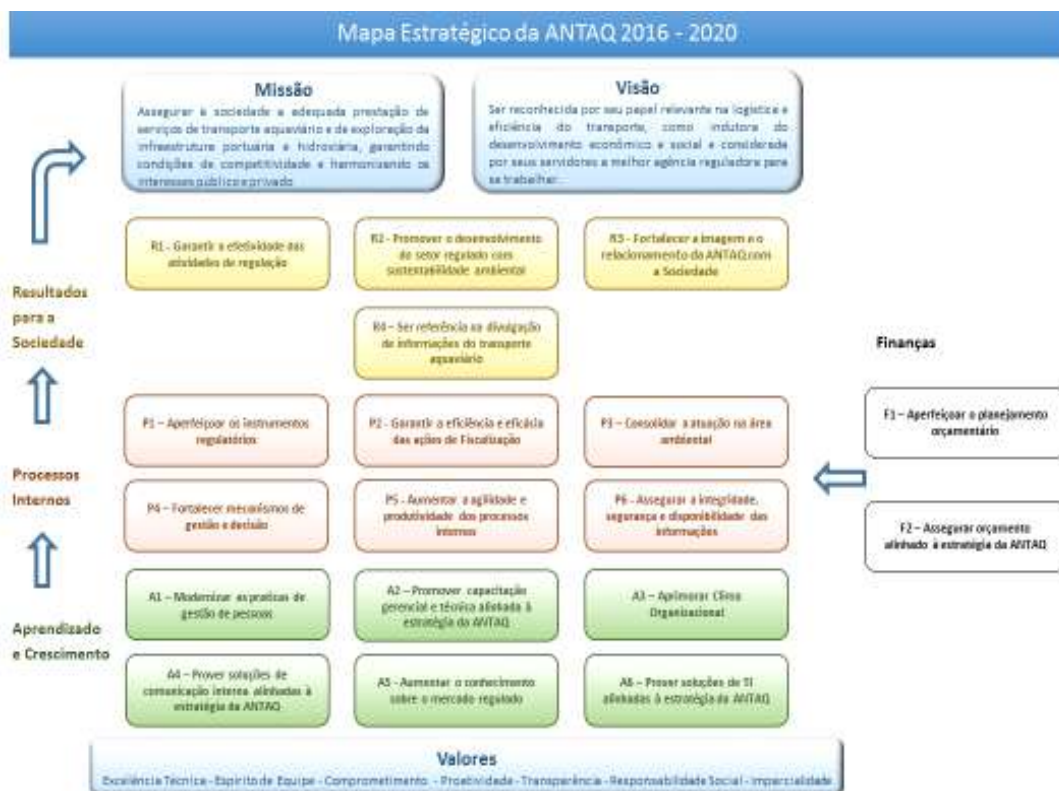 Mapa Estratégico da ANTAQ 2016 - 2020
Missão
Assegurar à sociedade a adequada prestação de
serviços de transporte aquaviário e de exploração da
infraestrutura portuária e hidroviária, garantindo
condições de competitividade e harmonizando os
interesses público e privado
Visão
Ser reconhecida por seu papel relevante na logística e
eficiência do transporte, como indutora do
desenvolvimento econômico e social e considerada
por seus servidores a melhor agência reguladora para
se trabalhar.
R1 - Garantir a efetividade das
atividades de regulação
R2 - Promover o desenvolvimento
do setor regulado com
sustentabilidade ambiental
R3 - Fortalecer a imagem e o
relacionamento da ANTAQ com
a Sociedade
Resultados
para a
Sociedade
R4 – Ser referência na divulgação
de informações do transporte
aquaviário
Finanças
P1 – Aperfeiçoar os instrumentos
regulatórios
P2 - Garantir a eficiência e eficácia
das ações de Fiscalização
P3 – Consolidar a atuação na área
ambiental
F1 – Aperfeiçoar o planejamento
orçamentário
Processos
Internos
P4 – Fortalecer mecanismos de
gestão e decisão
P5 - Aumentar a agilidade e
produtividade dos processos
internos
P6 - Assegurar a integridade,
segurança e disponibilidade das
informações
F2 – Assegurar orçamento
alinhado à estratégia da ANTAQ
A1 – Modernizar as praticas de
gestão de pessoas
A2 – Promover capacitação
gerencial e técnica alinhada à
estratégia da ANTAQ
A3 – Aprimorar Clima
Organizacional
Aprendizado
e Crescimento
A4 – Prover soluções de
comunicação interna alinhadas à
estratégia da ANTAQ
A5 - Aumentar o conhecimento
sobre o mercado regulado
A6 – Prover soluções de TI
alinhadas à estratégia da ANTAQ
Valores
Excelência Técnica - Espírito de Equipe - Comprometimento - Proatividade - Transparência - Responsabilidade Social - Imparcialidade